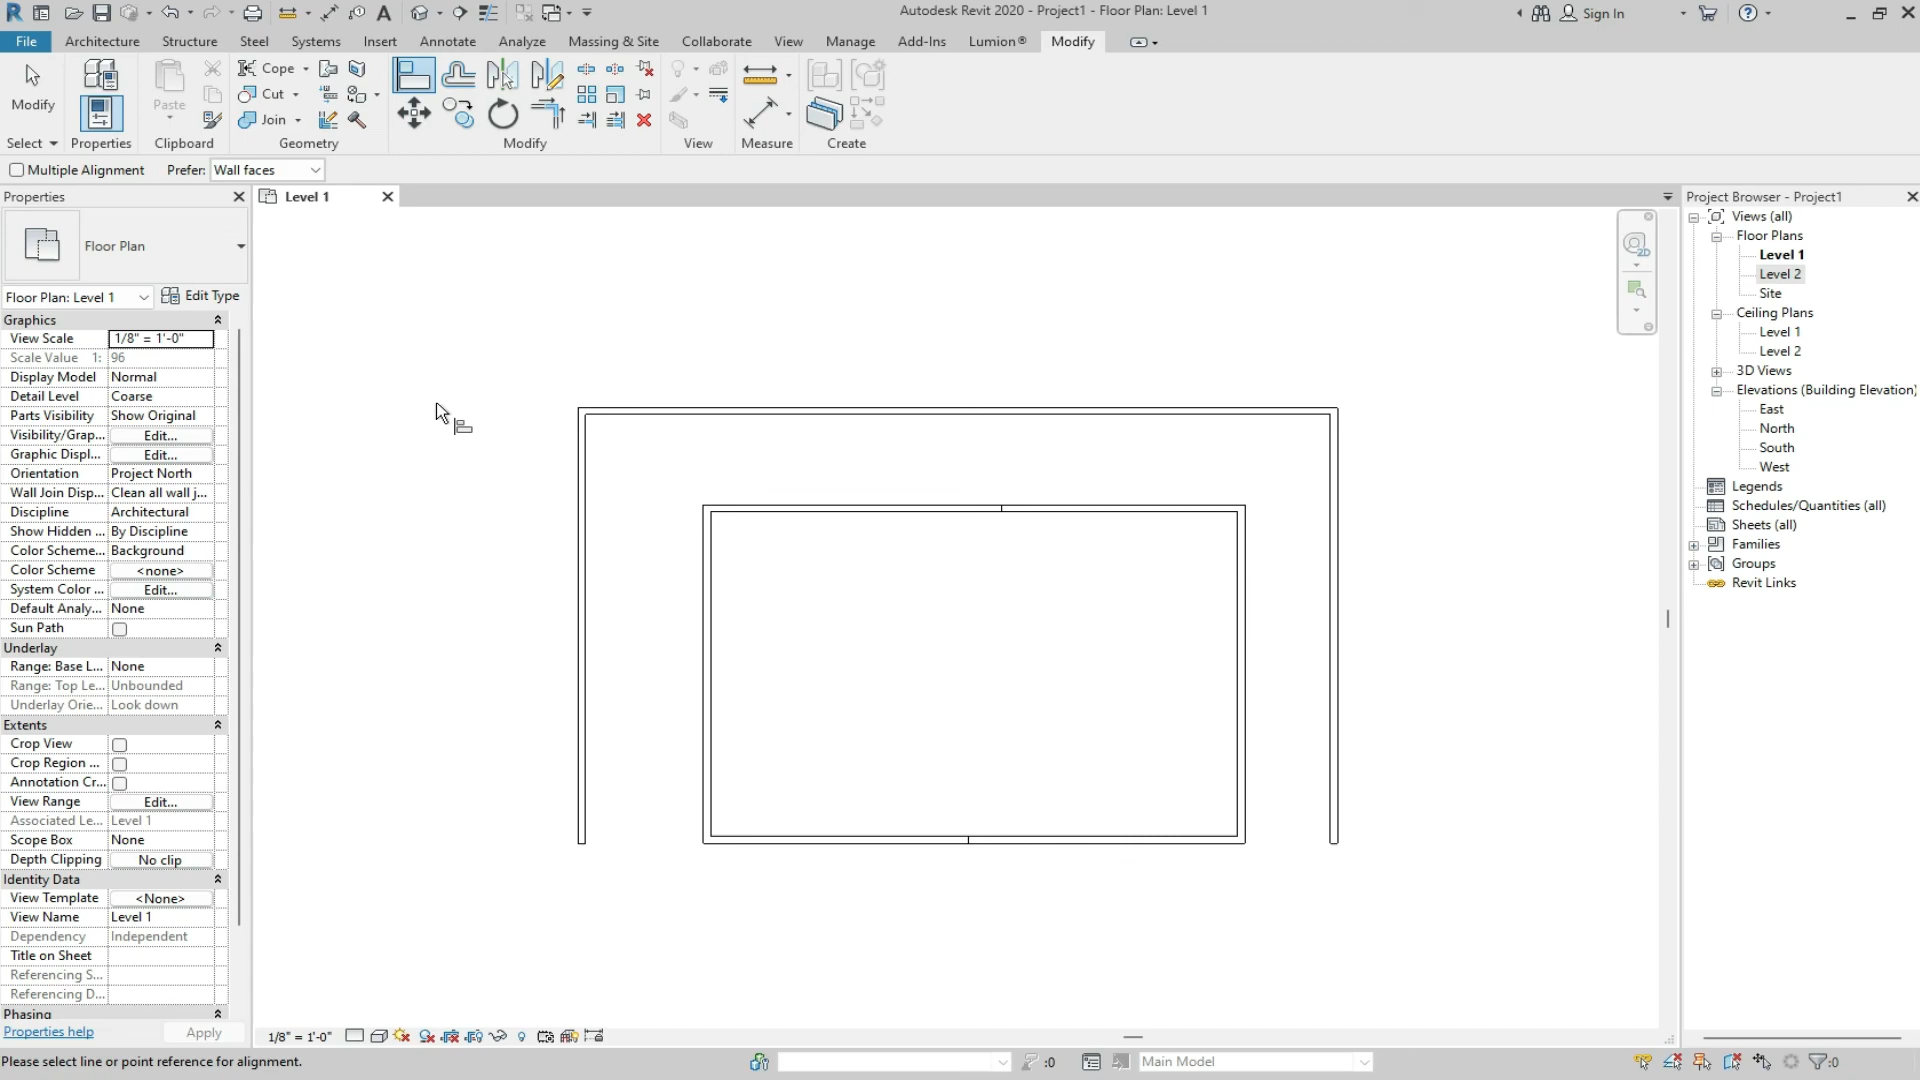 Autodesk Revit 2020 - Project1 - Floor Plan: Level 1
Sign In
File Architecture Structure Steel Systems Insert Annotate Analyze Massing & Site Collaborate View Manage Add-Ins Lumion® Modify
Modify
Paste
Cope
Cut
Join
Select Properties Clipboard Geometry Modify View Measure Create
Multiple Alignment Prefer: Wall faces
Properties
Floor Plan
Floor Plan: Level 1 Edit Type
Graphics
View Scale 1/8" = 1'-0"
Scale Value 1: 96
Display Model Normal
Detail Level Coarse
Parts Visibility Show Original
Visibility/Grap... Edit...
Graphic Displ... Edit...
Orientation Project North
Wall Join Disp... Clean all wall j...
Discipline Architectural
Show Hidden ... By Discipline
Color Scheme... Background
Color Scheme <none>
System Color ... Edit...
Default Analy... None
Sun Path
Underlay
Range: Base L... None
Range: Top Le... Unbounded
Underlay Orie... Look down
Extents
Crop View
Crop Region ...
Annotation Cr...
View Range Edit...
Associated Le... Level 1
Scope Box None
Depth Clipping No clip
Identity Data
View Template <None>
View Name Level 1
Dependency Independent
Title on Sheet
Referencing S...
Referencing D...
Phasing
Properties help Apply
Level 1
2D
1/8" = 1'-0"
Project Browser - Project1
Views (all)
Floor Plans
Level 1
Level 2
Site
Ceiling Plans
Level 1
Level 2
3D Views
Elevations (Building Elevation)
East
North
South
West
Legends
Schedules/Quantities (all)
Sheets (all)
Families
Groups
Revit Links
Please select line or point reference for alignment.
:0
Main Model
:0